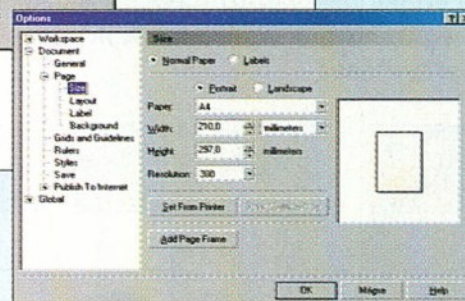 Options
Workspace
Document
General
Page
Size
Layout
Label
Background
Grids and Guidelines
Rulers
Styles
Save
Publish To Internet
Global
Size
Normal Paper Labels
Portrait Landscape
Paper: A4
Width: 210,0 millimeters
Height: 297,0 millimeters
Resolution: 300
Set From Printer
Add Page Frame
OK Mégse Help